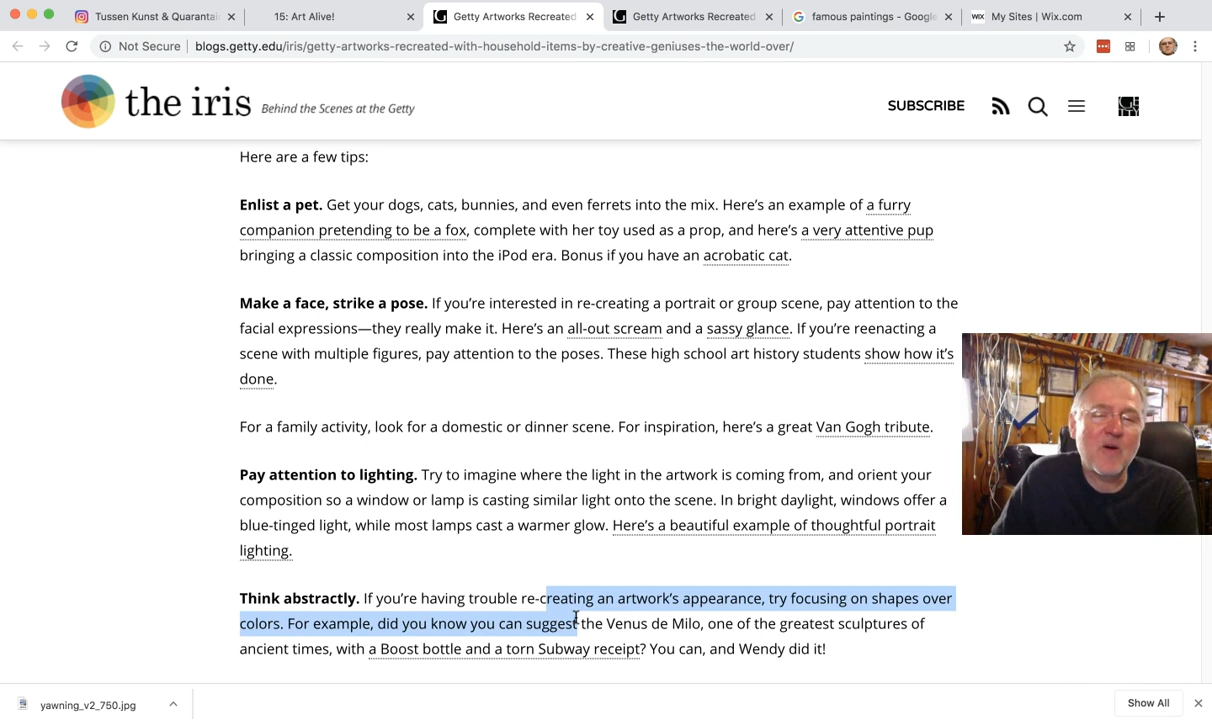 Tussen Kunst & Quarantai
15: Art Alive!
Getty Artworks Recreated
Getty Artworks Recreated
famous paintings - Google
My Sites | Wix.com
Not Secure | blogs.getty.edu/iris/getty-artworks-recreated-with-household-items-by-creative-geniuses-the-world-over/
the iris Behind the Scenes at the Getty
SUBSCRIBE
Here are a few tips:
Enlist a pet. Get your dogs, cats, bunnies, and even ferrets into the mix. Here’s an example of a furry
companion pretending to be a fox, complete with her toy used as a prop, and here’s a very attentive pup
bringing a classic composition into the iPod era. Bonus if you have an acrobatic cat.
Make a face, strike a pose. If you’re interested in re-creating a portrait or group scene, pay attention to the
facial expressions—they really make it. Here’s an all-out scream and a sassy glance. If you’re reenacting a
scene with multiple figures, pay attention to the poses. These high school art history students show how it’s
done.
For a family activity, look for a domestic or dinner scene. For inspiration, here’s a great Van Gogh tribute.
Pay attention to lighting. Try to imagine where the light in the artwork is coming from, and orient your
composition so a window or lamp is casting similar light onto the scene. In bright daylight, windows offer a
blue-tinged light, while most lamps cast a warmer glow. Here’s a beautiful example of thoughtful portrait
lighting.
Think abstractly. If you’re having trouble re-creating an artwork’s appearance, try focusing on shapes over
colors. For example, did you know you can suggest the Venus de Milo, one of the greatest sculptures of
ancient times, with a Boost bottle and a torn Subway receipt? You can, and Wendy did it!
yawning_v2_750.jpg
Show All